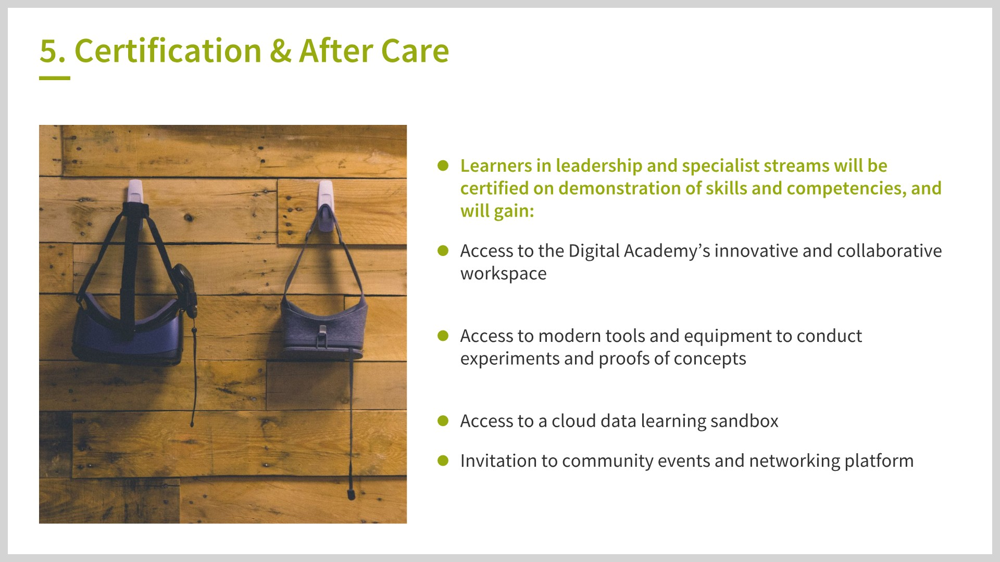 5. Certification & After Care
Learners in leadership and specialist streams will be
certified on demonstration of skills and competencies, and
will gain:
Access to the Digital Academy’s innovative and collaborative
workspace
Access to modern tools and equipment to conduct
experiments and proofs of concepts
Access to a cloud data learning sandbox
Invitation to community events and networking platform